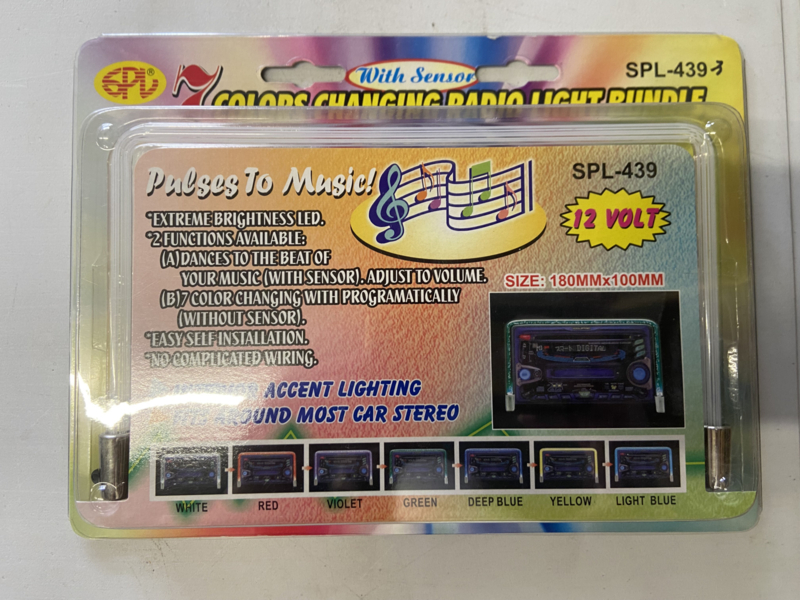 SPL®
With Sensor
SPL-439 3
7 COLORS CHANGING RADIO LIGHT BUNDLE
Pulses To Music!
SPL-439
12 VOLT
*EXTREME BRIGHTNESS LED.
*2 FUNCTIONS AVAILABLE:
(A) DANCES TO THE BEAT OF
YOUR MUSIC (WITH SENSOR). ADJUST TO VOLUME.
(B) 7 COLOR CHANGING WITH PROGRAMATICALLY
(WITHOUT SENSOR).
*EASY SELF INSTALLATION.
*NO COMPLICATED WIRING.
SIZE: 180MMx100MM
DIGITAL
ACCENT LIGHTING
AROUND MOST CAR STEREO
WHITE
RED
VIOLET
GREEN
DEEP BLUE
YELLOW
LIGHT BLUE